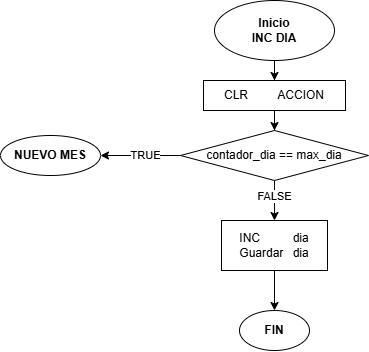 Inicio
INC DIA
CLR ACCION
contador_dia == max_dia
TRUE
NUEVO MES
FALSE
INC dia
Guardar dia
FIN